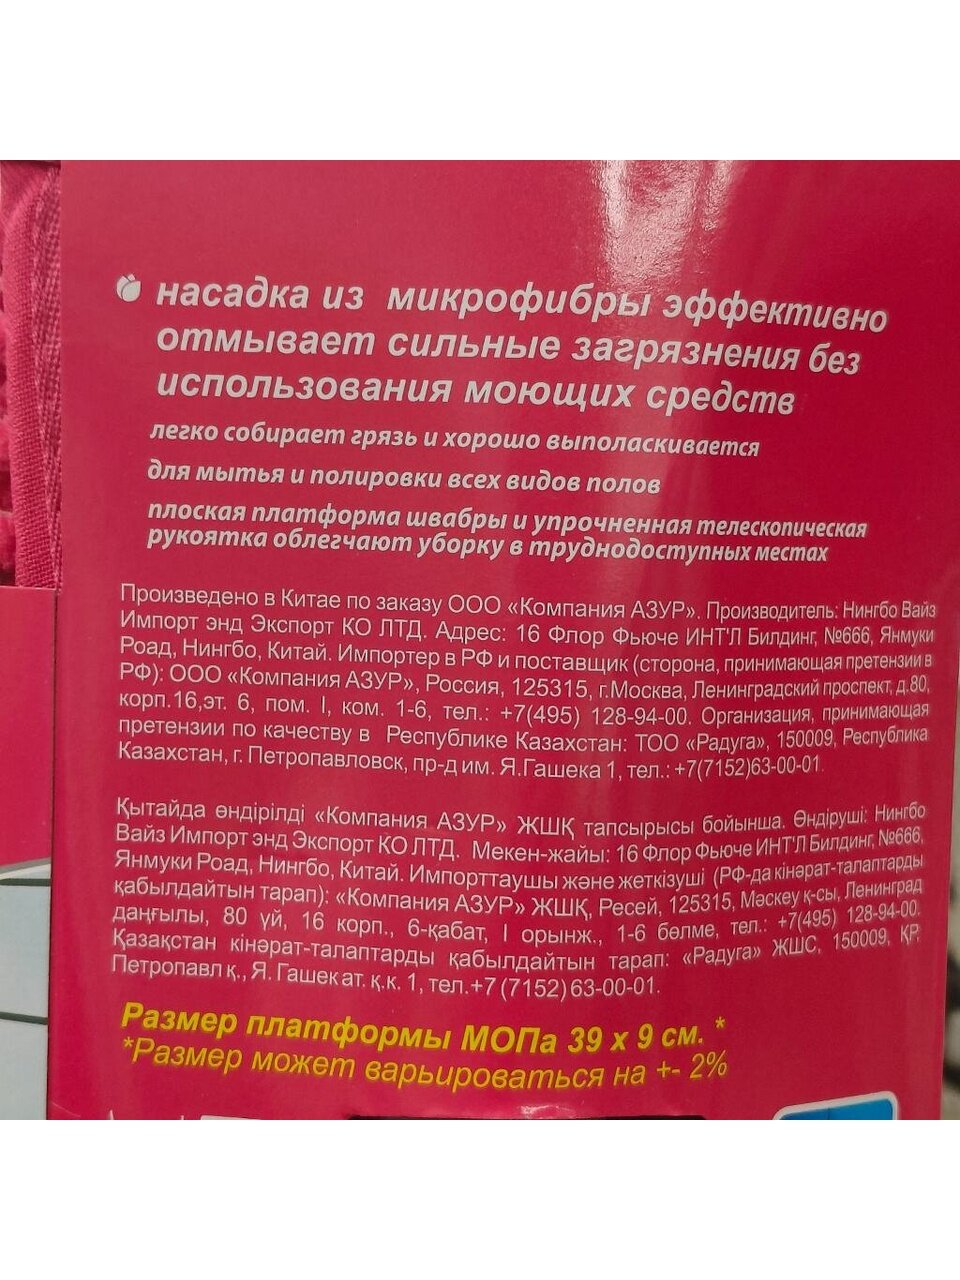 насадка из микрофибры эффективно
отмывает сильные загрязнения без
использования моющих средств
легко собирает грязь и хорошо выполаскивается
для мытья и полировки всех видов полов
плоская платформа швабры и упрочненная телескопическая
рукоятка облегчают уборку в труднодоступных местах
Произведено в Китае по заказу ООО «Компания АЗУР». Производитель: Нингбо Вайз
Импорт энд Экспорт КО ЛТД. Адрес: 16 Флор Фьюче ИНТ'Л Билдинг, №666, Янмуки
Роад, Нингбо, Китай. Импортер в РФ и поставщик (сторона, принимающая претензии в
РФ): ООО «Компания АЗУР», Россия, 125315, г.Москва, Ленинградский проспект, д.80,
корп.16,эт. 6, пом. I, ком. 1-6, тел.: +7(495) 128-94-00. Организация, принимающая
претензии по качеству в Республике Казахстан: ТОО «Радуга», 150009, Республика
Казахстан, г. Петропавловск, пр-д им. Я.Гашека 1, тел.: +7(7152)63-00-01.
Қытайда өндірілді «Компания АЗУР» ЖШҚ тапсырысы бойынша. Өндіруші: Нингбо
Вайз Импорт энд Экспорт КО ЛТД. Мекен-жайы: 16 Флор Фьюче ИНТ'Л Билдинг, №666,
Янмуки Роад, Нингбо, Китай. Импорттаушы және жеткізуші (РФ-да кінәрат-талаптарды
қабылдайтын тарап): «Компания АЗУР» ЖШҚ, Ресей, 125315, Мәскеу қ-сы, Ленинград
даңғылы, 80 үй, 16 корп., 6-қабат, I орынж., 1-6 бөлме, тел.: +7(495) 128-94-00.
Қазақстан кінәрат-талаптарды қабылдайтын тарап: «Радуга» ЖШС, 150009, ҚР,
Петропавл қ., Я. Гашек ат. қ.к. 1, тел.+7 (7152) 63-00-01.
Размер платформы МОПа 39 х 9 см. *
*Размер может варьироваться на +- 2%